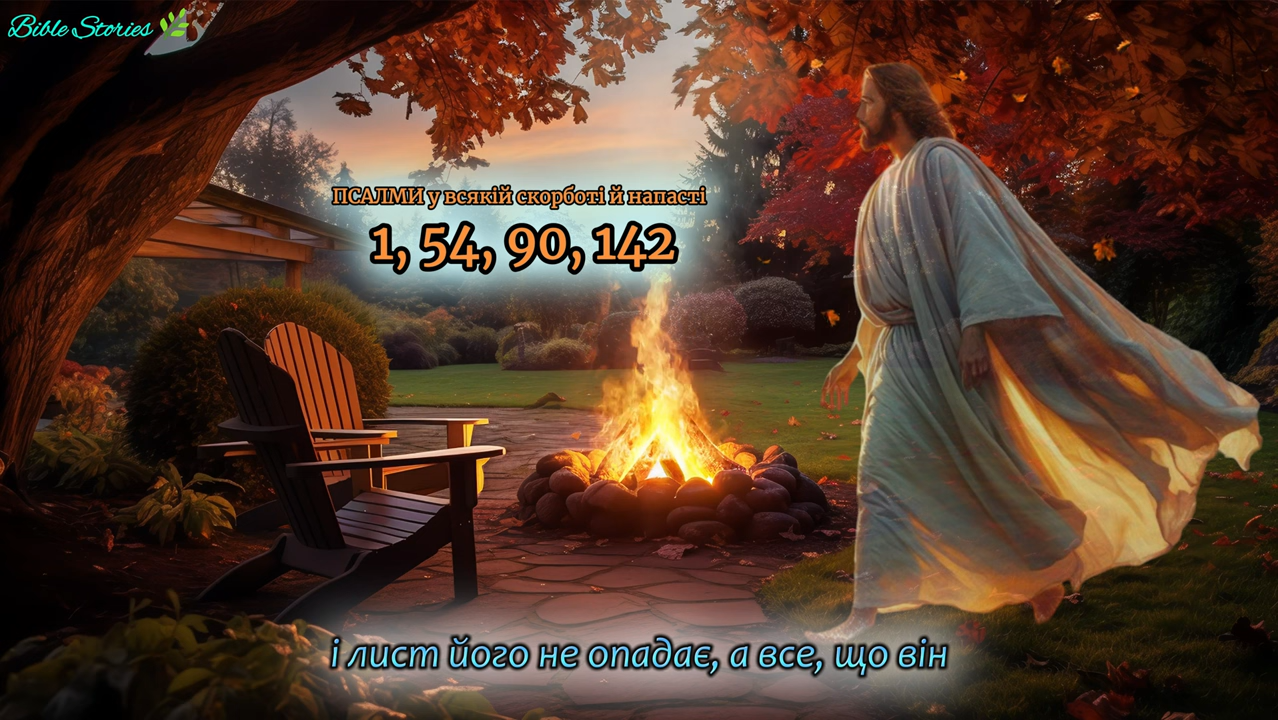 Bible Stories
ПСАЛМИ у всякій скорботі й напасті
1, 54, 90, 142
і лист його не опадає, а все, що він